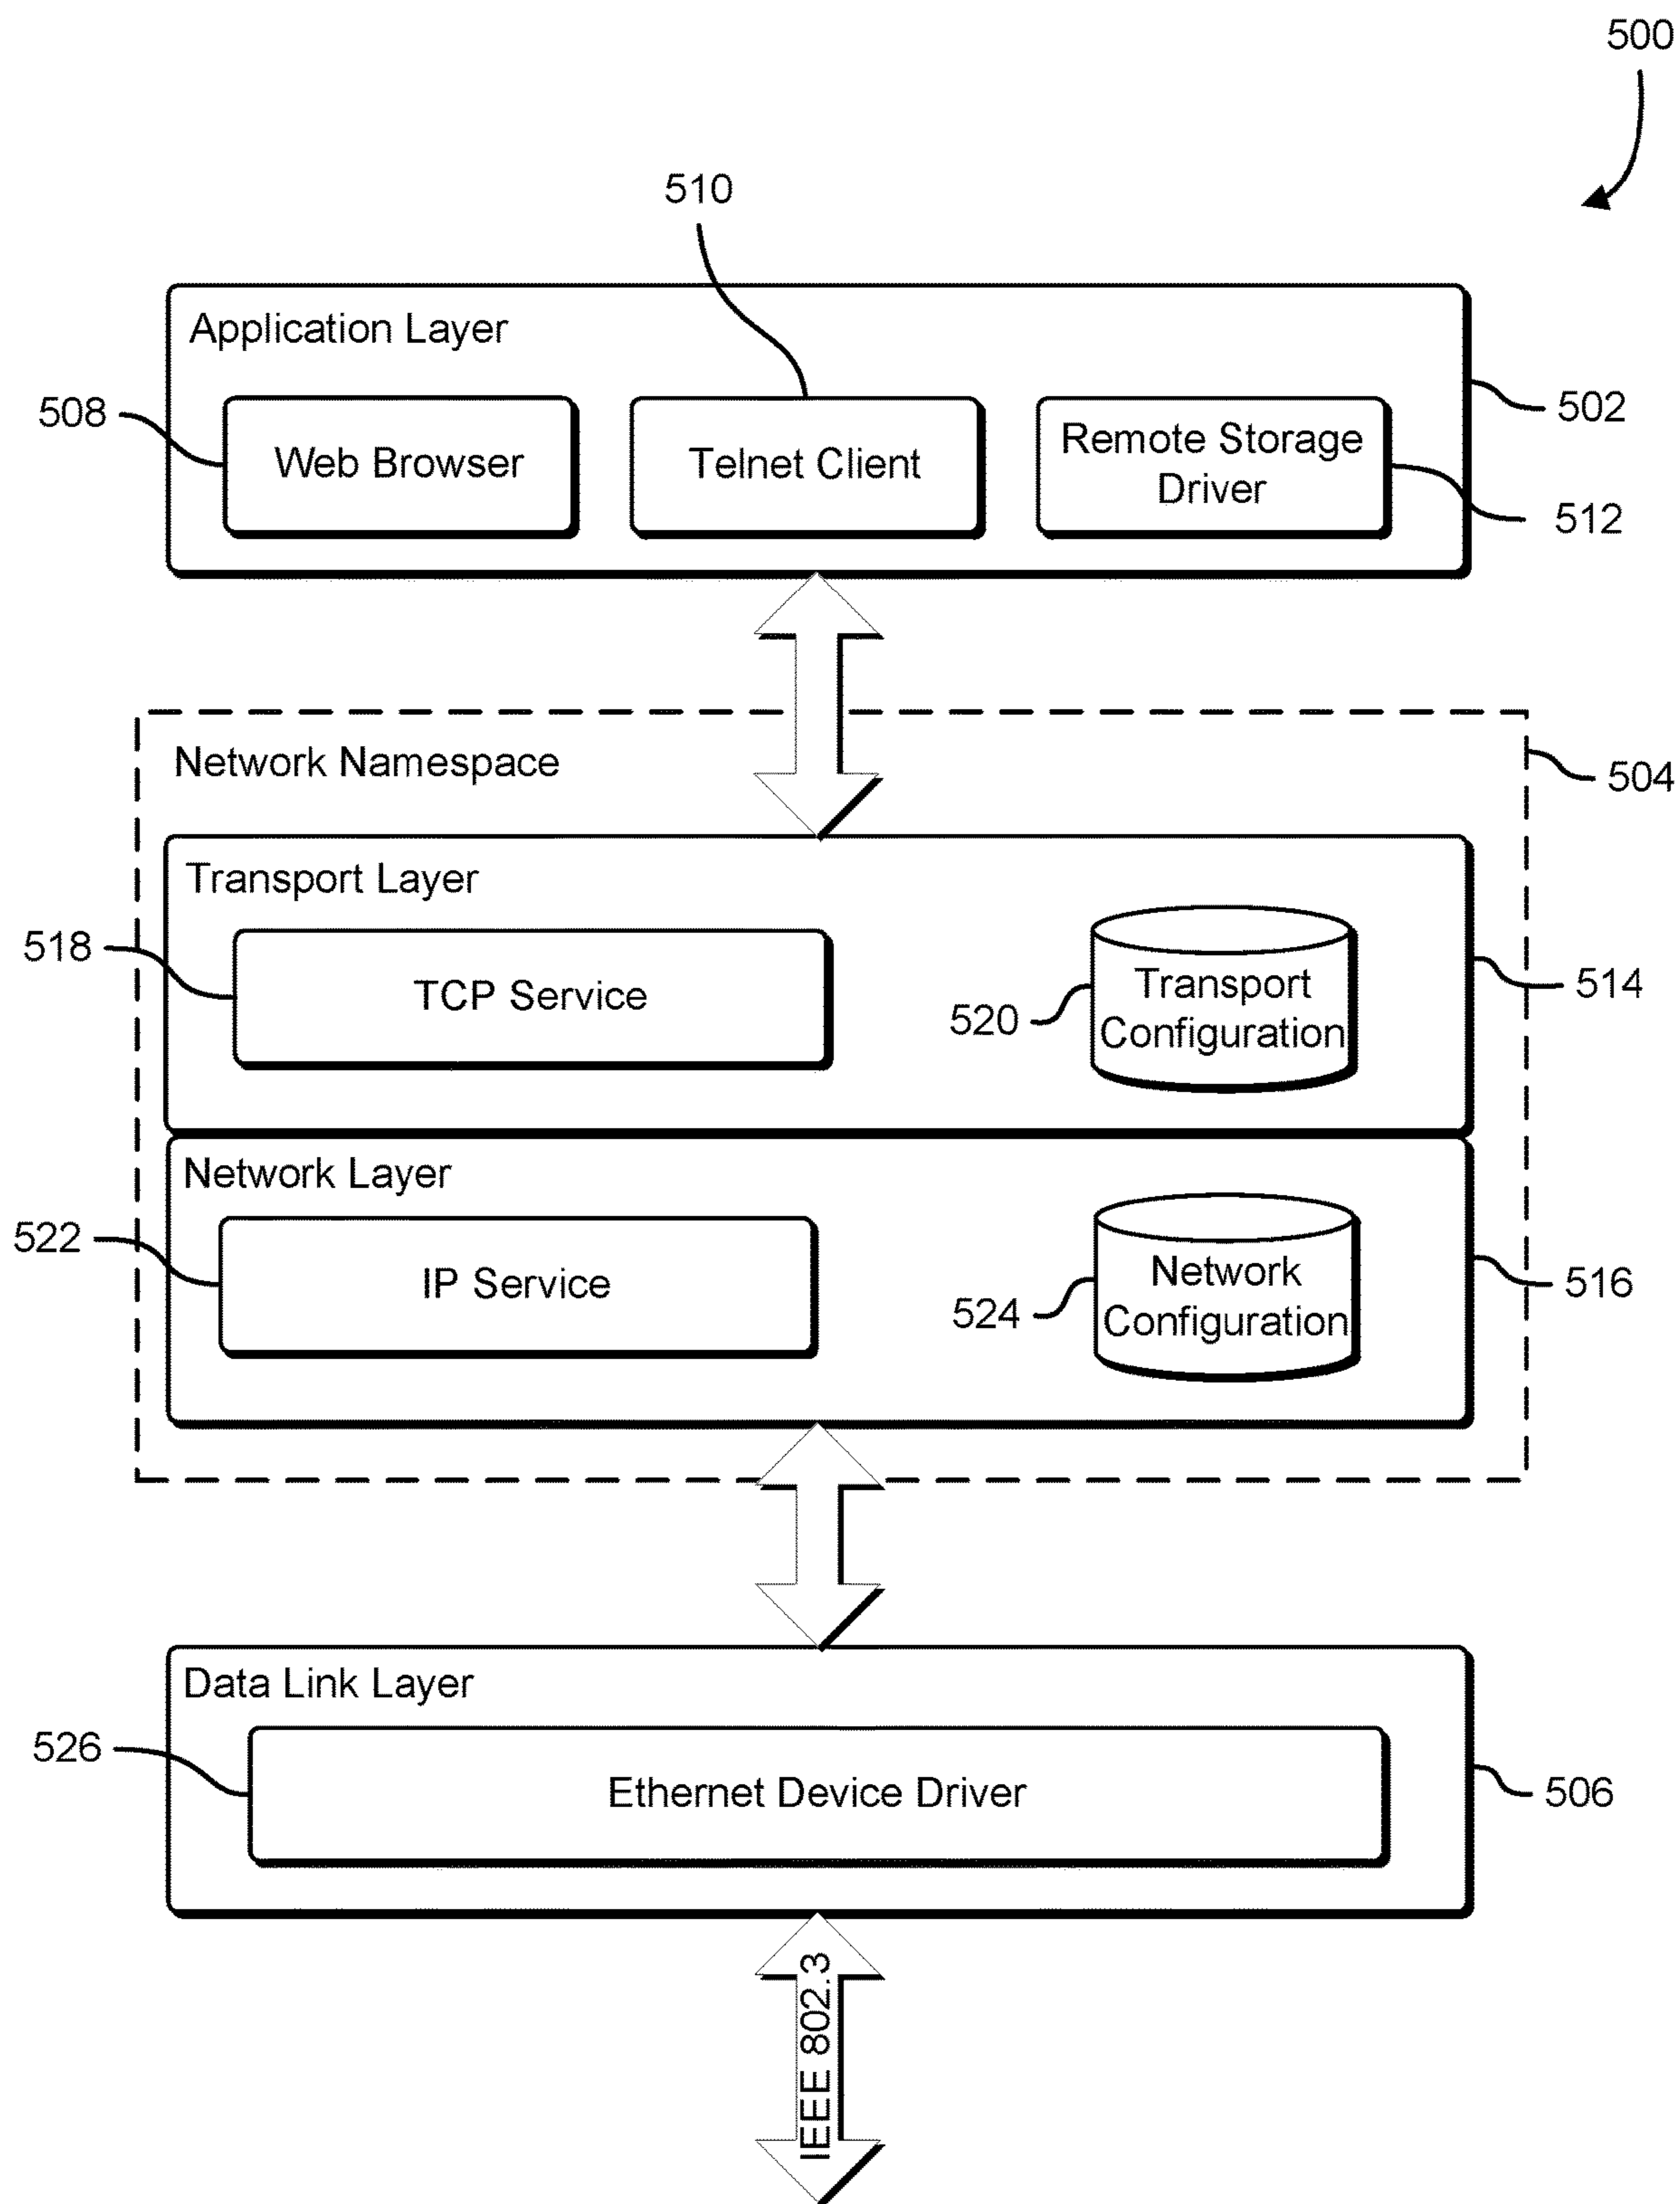 500
510
Application Layer
508
Web Browser
Telnet Client
Remote Storage
Driver
502
512
Network Namespace
504
Transport Layer
518
TCP Service
520
Transport
Configuration
514
Network Layer
522
IP Service
524
Network
Configuration
516
Data Link Layer
526
Ethernet Device Driver
506
IEEE 802.3